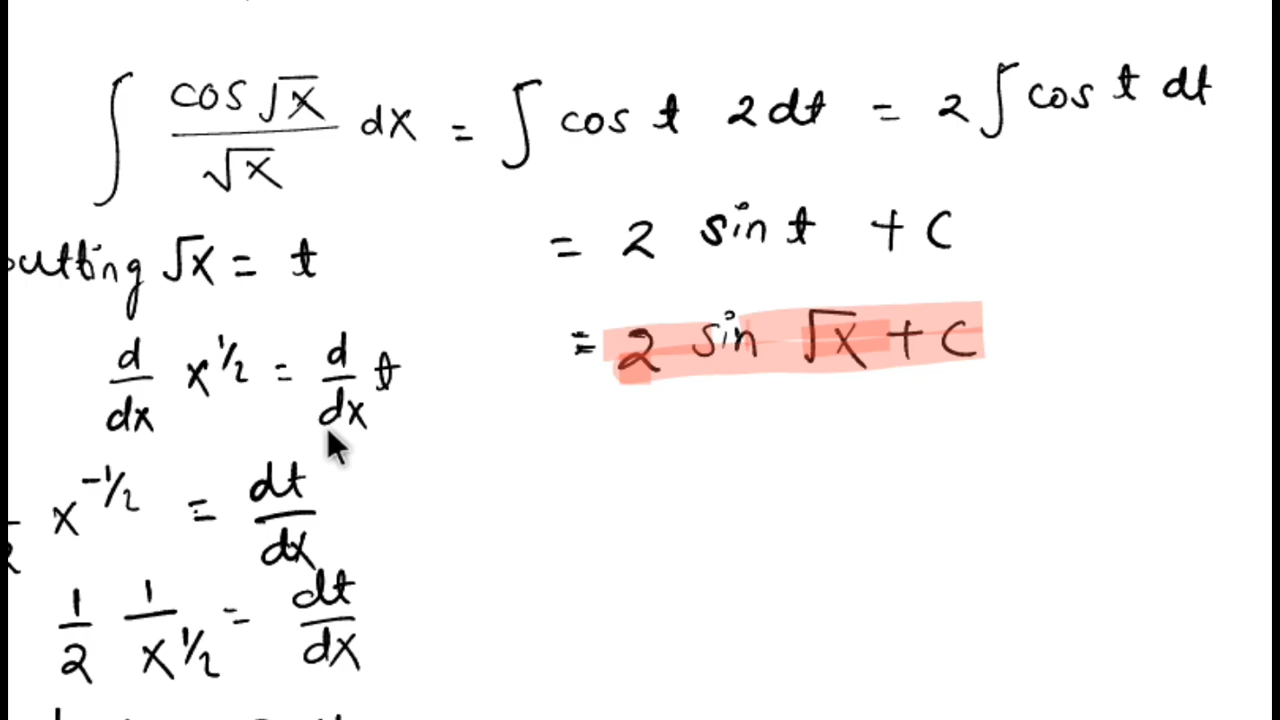 ∫ cos √x / √x dx = ∫ cos t 2dt = 2 ∫ cos t dt
= 2 sin t + c
putting √x = t
= 2 sin √x + c
d/dx x^1/2 = d/dx t
x^-1/2 = dt/dx
1/2 1/x^1/2 = dt/dx